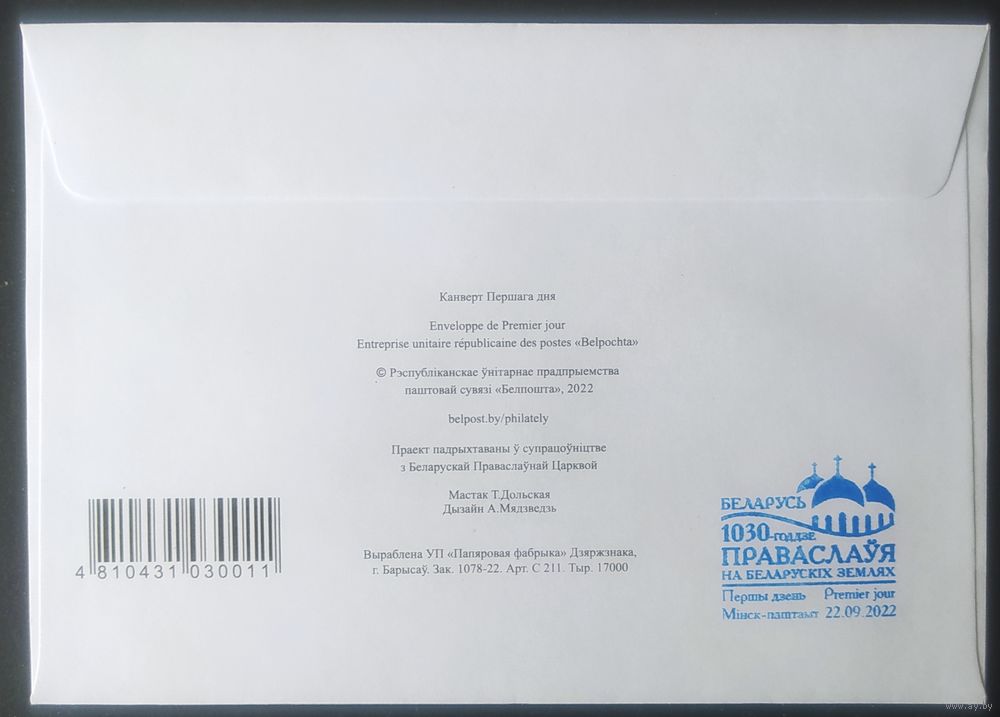 Канверт Першага дня
Enveloppe de Premier jour
Entreprise unitaire républicaine des postes «Belpochta»
© Рэспубліканскае ўнітарнае прадпрыемства
паштовай сувязі «Белпошта», 2022
belpost.by/philately
Праект падрыхтаваны ў супрацоўніцтве
з Беларускай Праваслаўнай Царквой
Мастак Т.Дольская
Дызайн А.Мядзведзь
Выраблена УП «Папяровая фабрыка» Дзяржзнака,
г. Барысаў. Зак. 1078-22. Арт. С 211. Тыр. 17000
4 810431 030011
БЕЛАРУСЬ
1030-годдзе
ПРАВАСЛАЎЯ
НА БЕЛАРУСКІХ ЗЕМЛЯХ
Першы дзень Premier jour
Мінск-паштамт 22.09.2022
www.ay.by